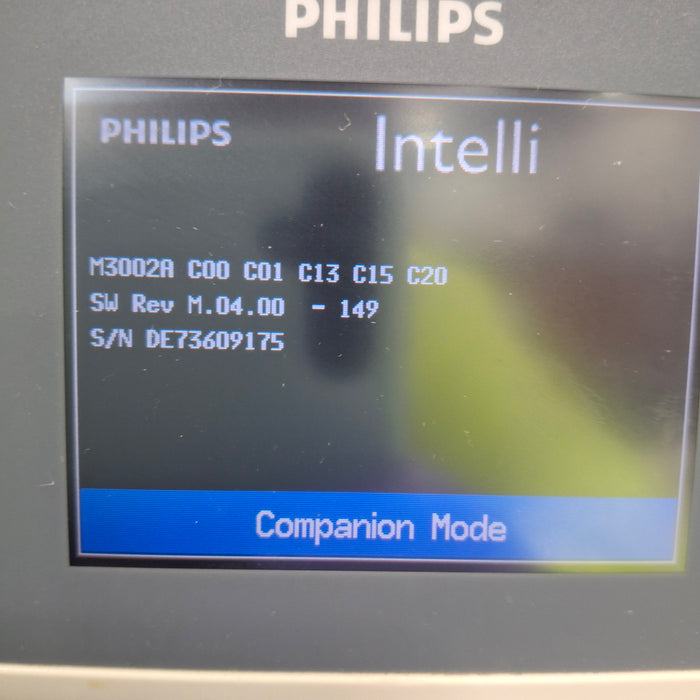 PHILIPS
PHILIPS Intelli
M3002A C00 C01 C13 C15 C20
SW Rev M.04.00 - 149
S/N DE73609175
Companion Mode